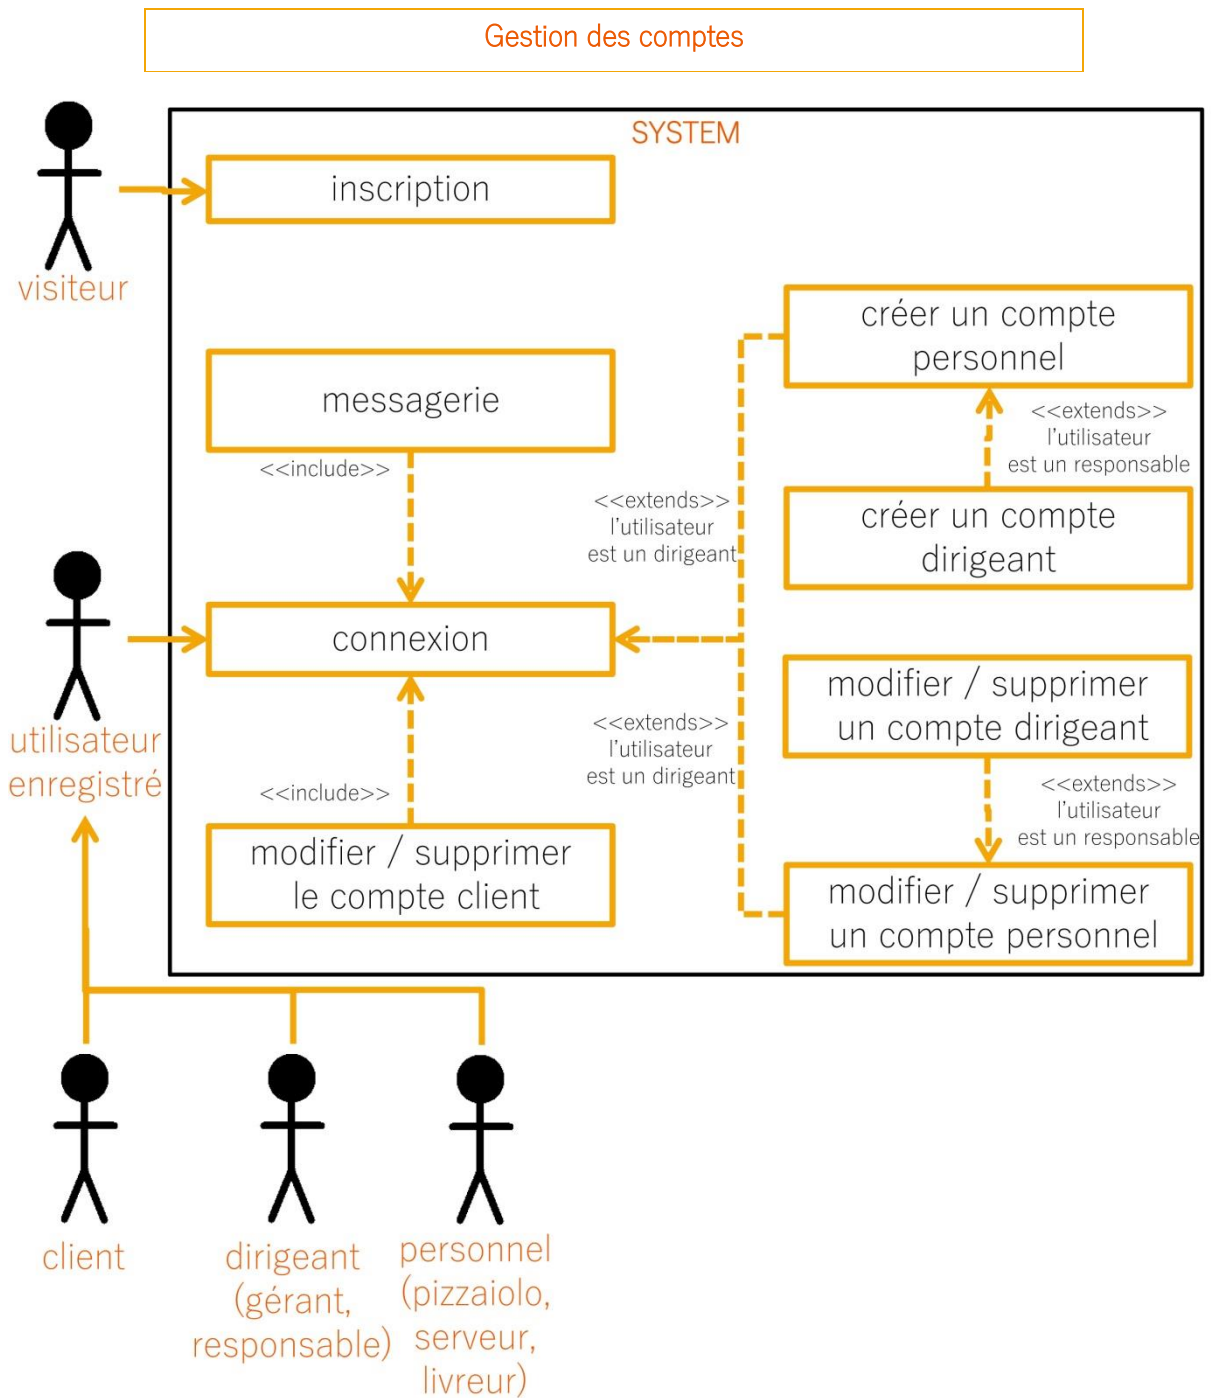 Gestion des comptes
SYSTEM
inscription
visiteur
créer un compte
personnel
messagerie
<<extends>>
l'utilisateur
est un responsable
<<include>>
<<extends>>
l'utilisateur
est un dirigeant
créer un compte
dirigeant
connexion
utilisateur
enregistré
modifier / supprimer
un compte dirigeant
<<extends>>
l'utilisateur
est un dirigeant
<<include>>
<<extends>>
l'utilisateur
est un responsable
modifier / supprimer
le compte client
modifier / supprimer
un compte personnel
client
dirigeant
(gérant,
responsable)
personnel
(pizzaiolo,
serveur,
livreur)